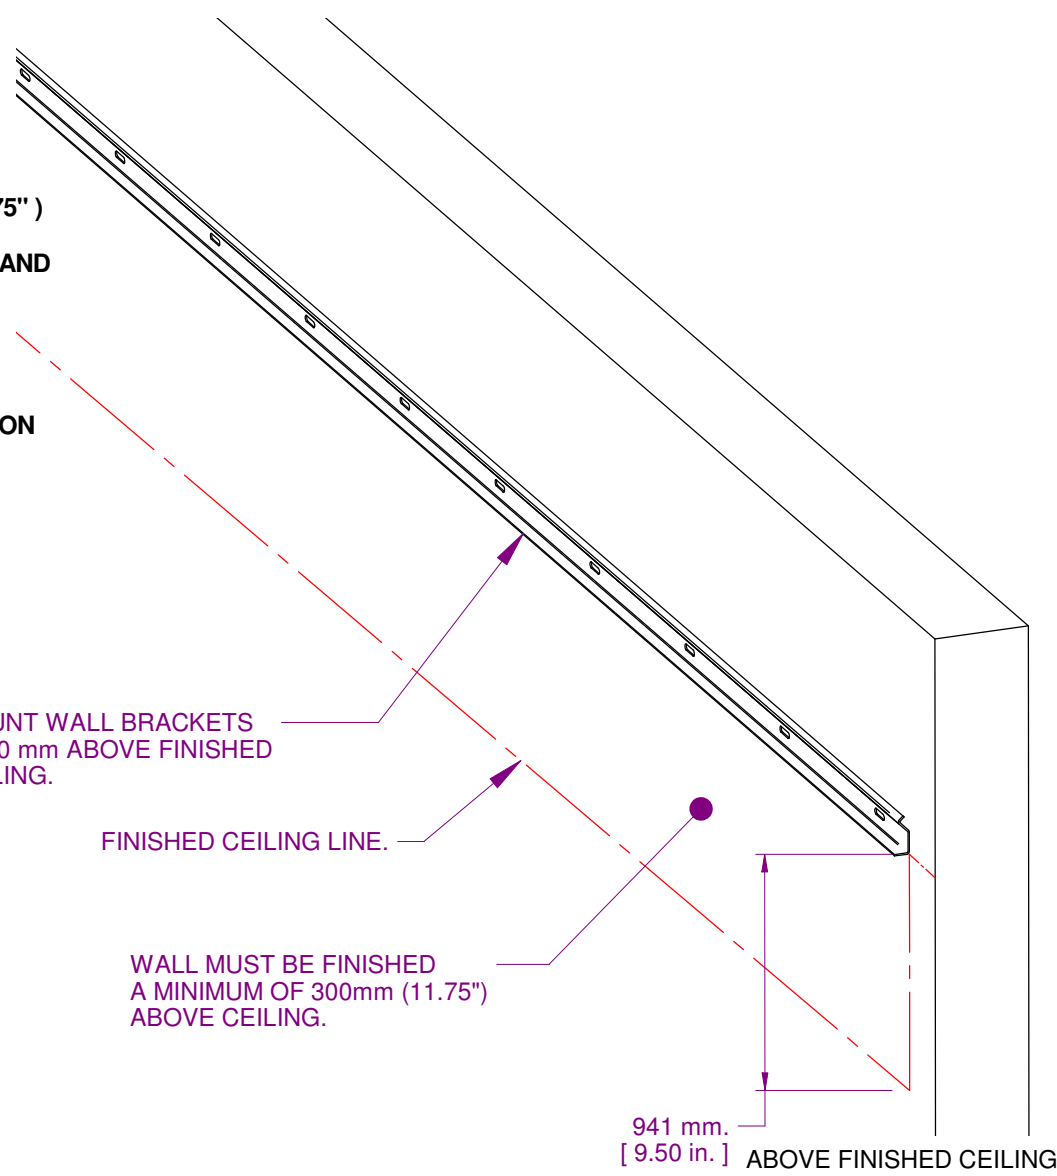 75" )
AND
ON
UNT WALL BRACKETS
0 mm ABOVE FINISHED
LING.
FINISHED CEILING LINE.
WALL MUST BE FINISHED
A MINIMUM OF 300mm (11.75")
ABOVE CEILING.
941 mm.
[ 9.50 in. ]
ABOVE FINISHED CEILING